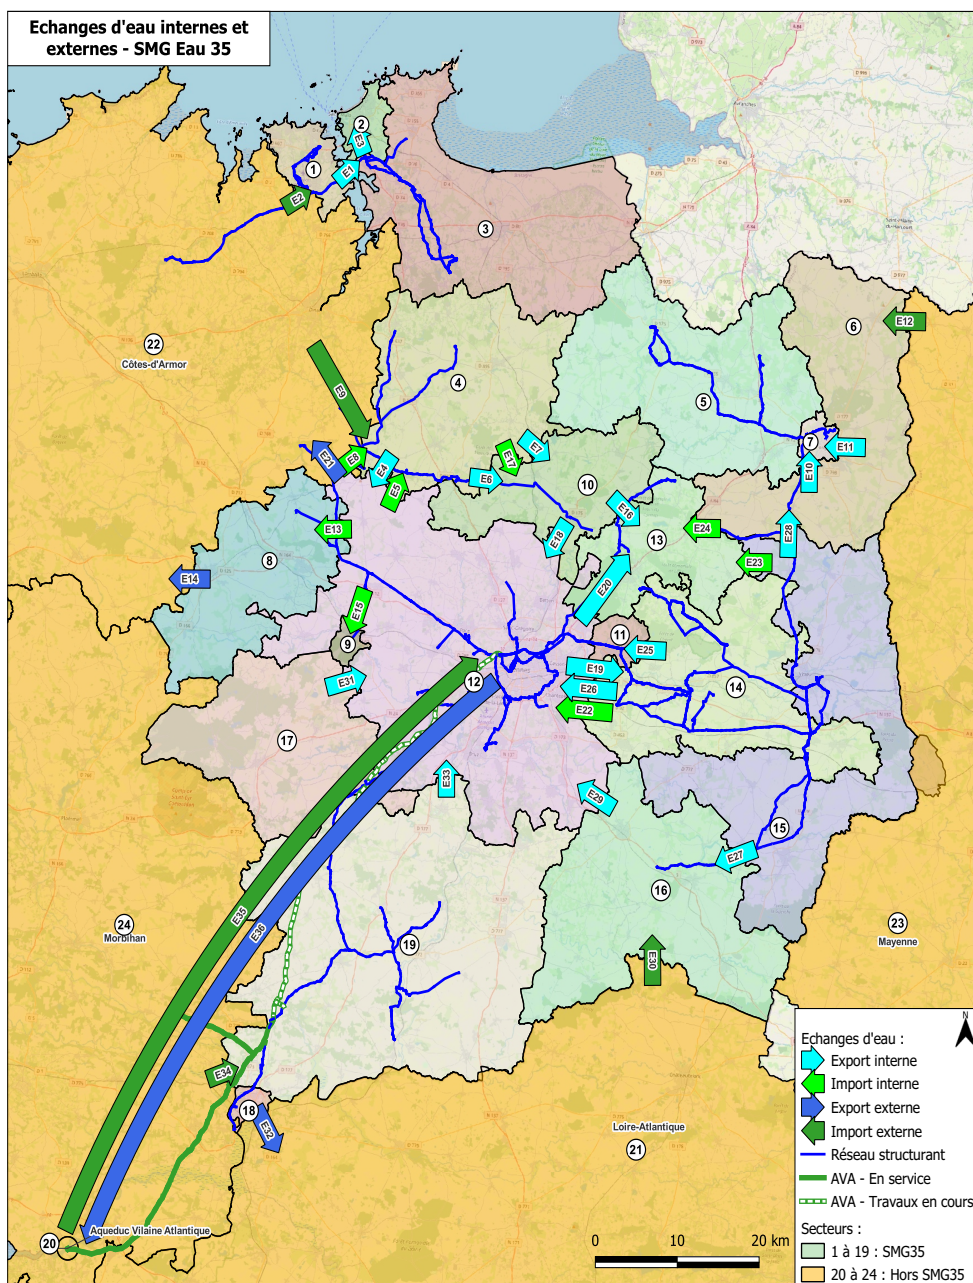 Echanges d'eau internes et
externes - SMG Eau 35
2
E3
1
E1
E2
3
6
E12
22
Côtes-d'Armor
E9
4
5
7
E11
E10
E21
E8
E4
E5
E6
E17
E7
10
E16
E18
13
E24
E28
E23
8
E13
E14
E15
E20
9
11
E25
E31
12
E19
E26
E22
14
17
E33
E29
15
E27
16
E35
E36
24
Morbihan
19
23
Mayenne
E30
E34
18
E32
Loire-Atlantique
21
20
Aqueduc Vilaine Atlantique
N
Echanges d'eau :
Export interne
Import interne
Export externe
Import externe
Réseau structurant
AVA - En service
AVA - Travaux en cours
Secteurs :
1 à 19 : SMG35
20 à 24 : Hors SMG35
0 10 20 km